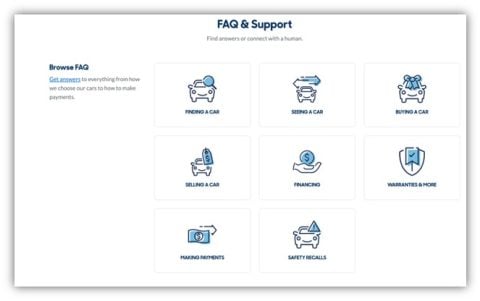 FAQ & Support
Find answers or connect with a human.
Browse FAQ
Get answers to everything from how
we choose our cars to how to make
payments.
FINDING A CAR
SEEING A CAR
BUYING A CAR
SELLING A CAR
FINANCING
WARRANTIES & MORE
MAKING PAYMENTS
SAFETY RECALLS